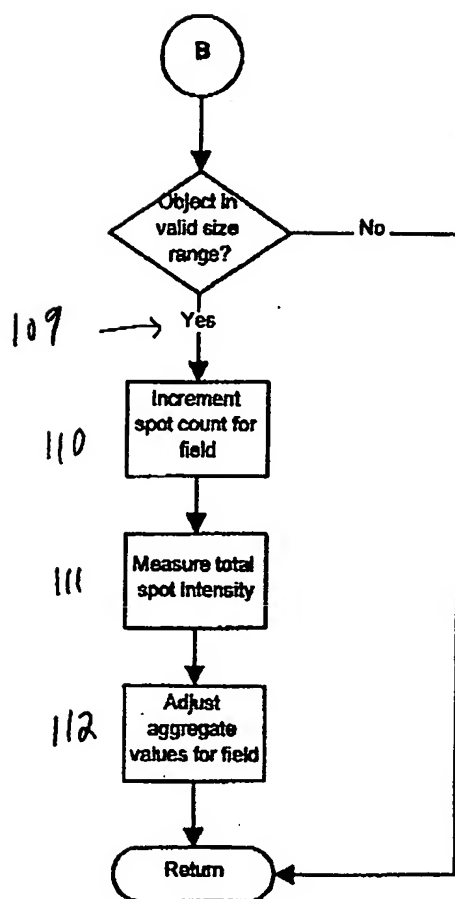 B
Object in
valid size
range?
No
109
Yes
Increment
spot count for
field
110
Measure total
spot intensity
111
Adjust
aggregate
values for field
112
Return